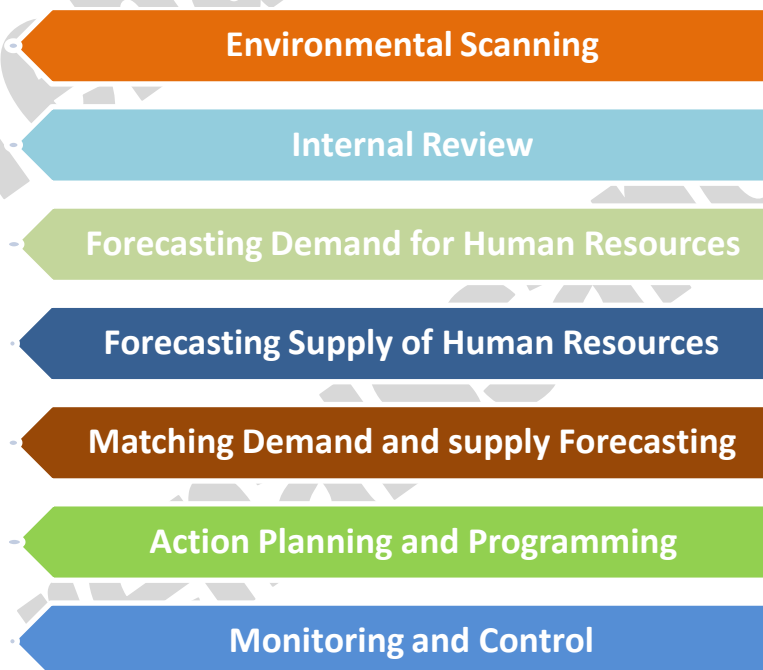 Environmental Scanning
Internal Review
Forecasting Demand for Human Resources
Forecasting Supply of Human Resources
Matching Demand and supply Forecasting
Action Planning and Programming
Monitoring and Control